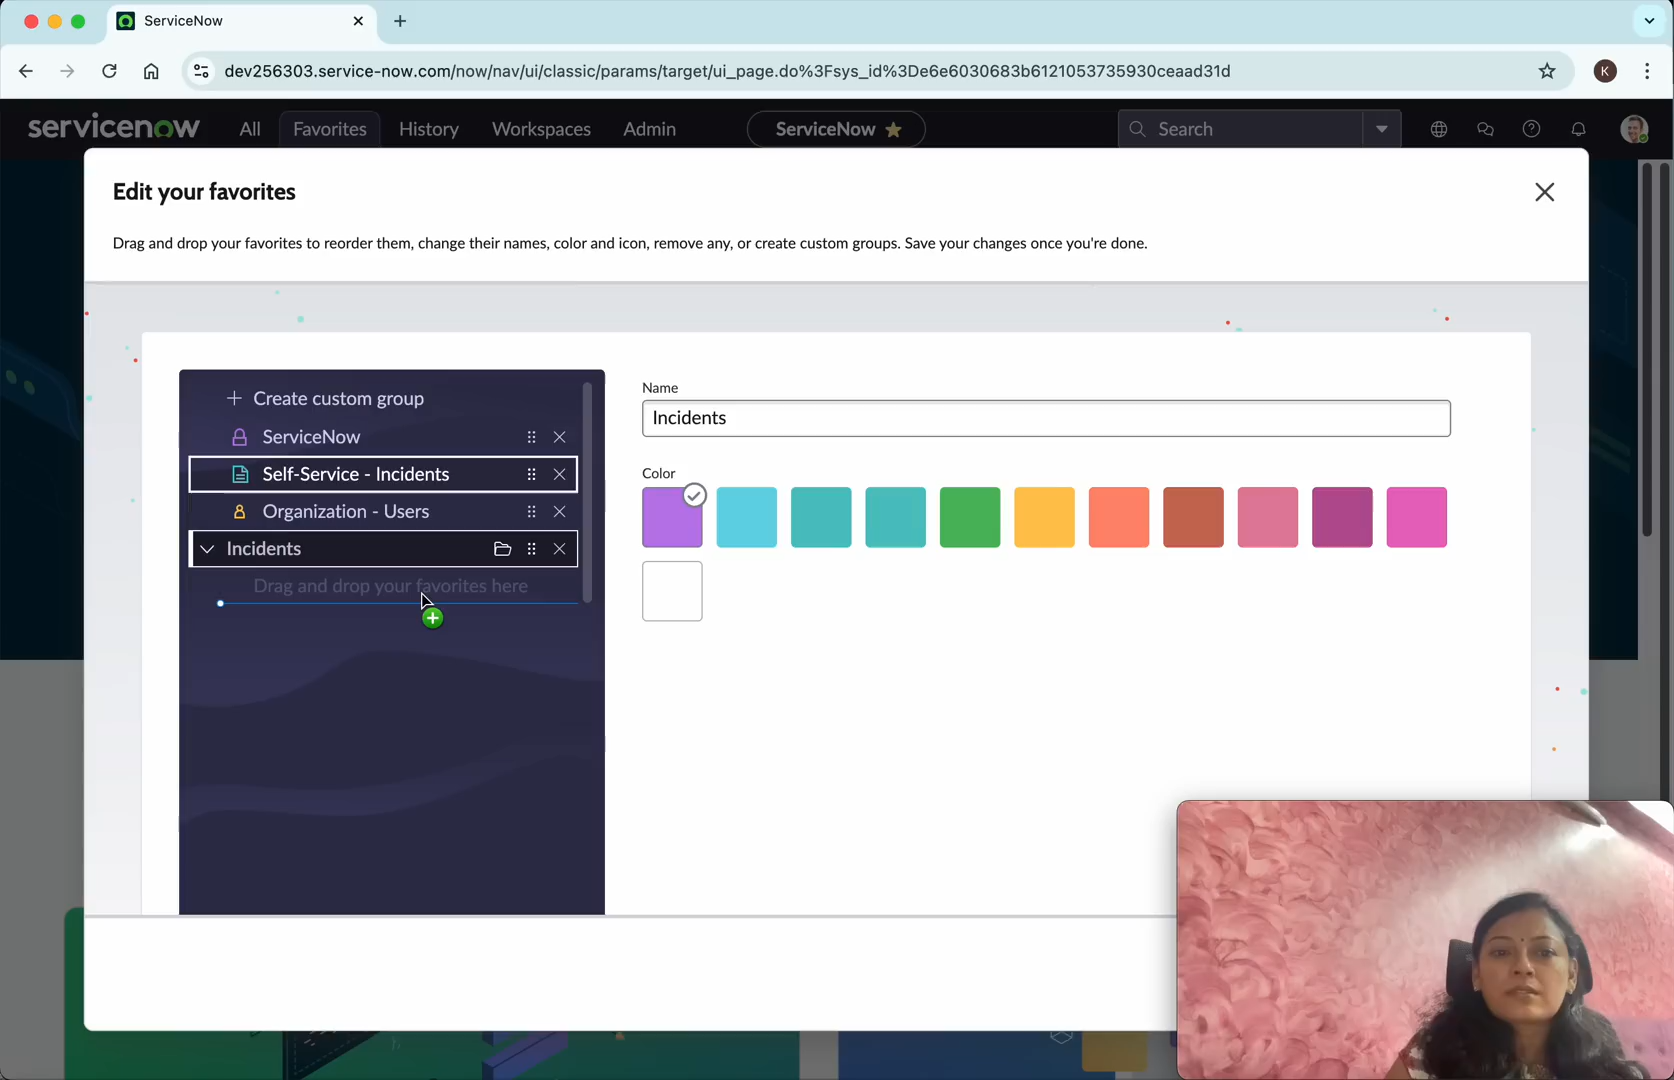 ServiceNow
dev256303.service-now.com/now/nav/ui/classic/params/target/ui_page.do%3Fsys_id%3De6e6030683b6121053735930ceaad31d
K
servicenow
All
Favorites
History
Workspaces
Admin
ServiceNow
Search
Edit your favorites
Drag and drop your favorites to reorder them, change their names, color and icon, remove any, or create custom groups. Save your changes once you're done.
Create custom group
ServiceNow
Self-Service - Incidents
Organization - Users
Incidents
Drag and drop your favorites here
Name
Incidents
Color